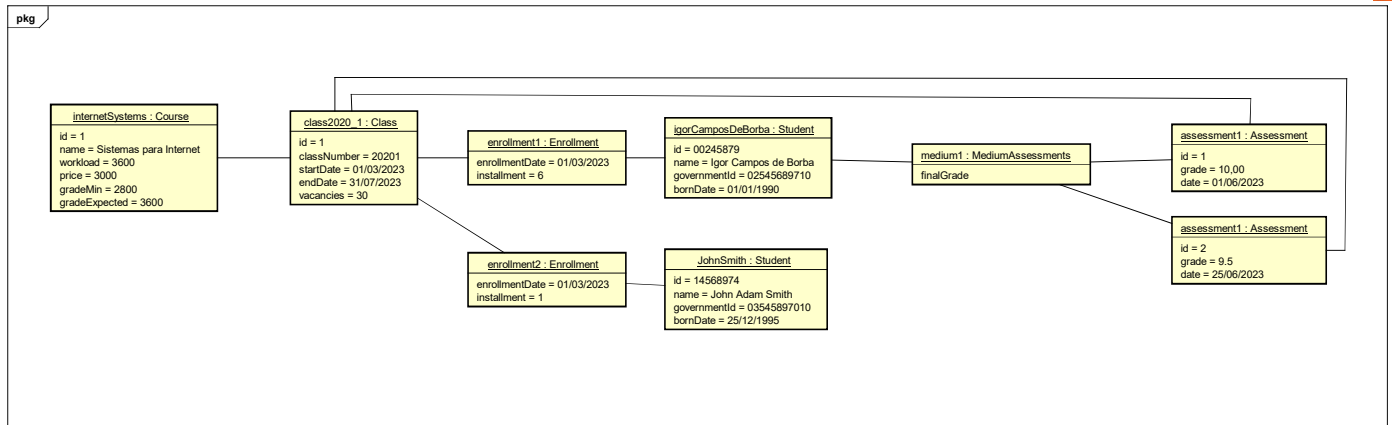 pkg
internetSystems : Course
id = 1
name = Sistemas para Internet
workload = 3600
price = 3000
gradeMin = 2800
gradeExpected = 3600
class2020_1 : Class
id = 1
classNumber = 20201
startDate = 01/03/2023
endDate = 31/07/2023
vacancies = 30
enrollment1 : Enrollment
enrollmentDate = 01/03/2023
installment = 6
igorCamposDeBorba : Student
id = 00245879
name = Igor Campos de Borba
governmentId = 02545689710
bornDate = 01/01/1990
medium1 : MediumAssessments
finalGrade
assessment1 : Assessment
id = 1
grade = 10,00
date = 01/06/2023
assessment1 : Assessment
id = 2
grade = 9.5
date = 25/06/2023
enrollment2 : Enrollment
enrollmentDate = 01/03/2023
installment = 1
JohnSmith : Student
id = 14568974
name = John Adam Smith
governmentId = 03545897010
bornDate = 25/12/1995